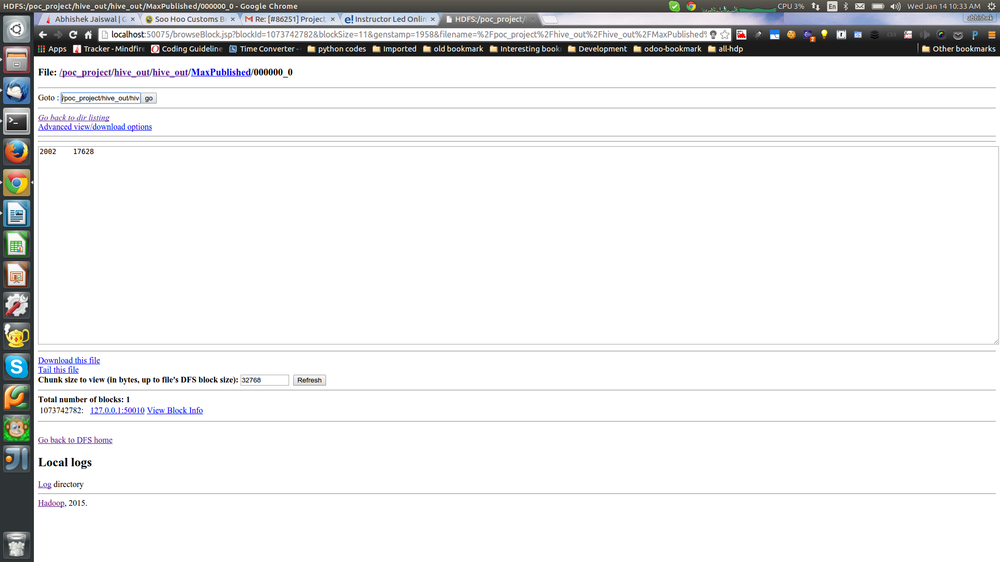 HDFS:/poc_project/hive_out/hive_out/MaxPublished/000000_0 - Google Chrome
CPU 3% En Wed Jan 14 10:33 AM
Abhishek Jaiswal | G × Soo Hoo Customs B × Re: [#86251] Project × e! Instructor Led Onlin × HDFS:/poc_project/ × abhishek
localhost:50075/browseBlock.jsp?blockId=1073742782&blockSize=11&genstamp=1958&filename=%2Fpoc_project%2Fhive_out%2Fhive_out%2FMaxPublished%
Apps Tracker - Mindfire Coding Guideline Time Converter - python codes Imported old bookmark Interesting book Development odoo-bookmark all-hdp Other bookmarks
File: /poc_project/hive_out/hive_out/MaxPublished/000000_0
Goto : /poc_project/hive_out/hiv go
Go back to dir listing
Advanced view/download options
2002 17628
Download this file
Tail this file
Chunk size to view (in bytes, up to file's DFS block size): 32768 Refresh
Total number of blocks: 1
1073742782: 127.0.0.1:50010 View Block Info
Go back to DFS home
Local logs
Log directory
Hadoop, 2015.